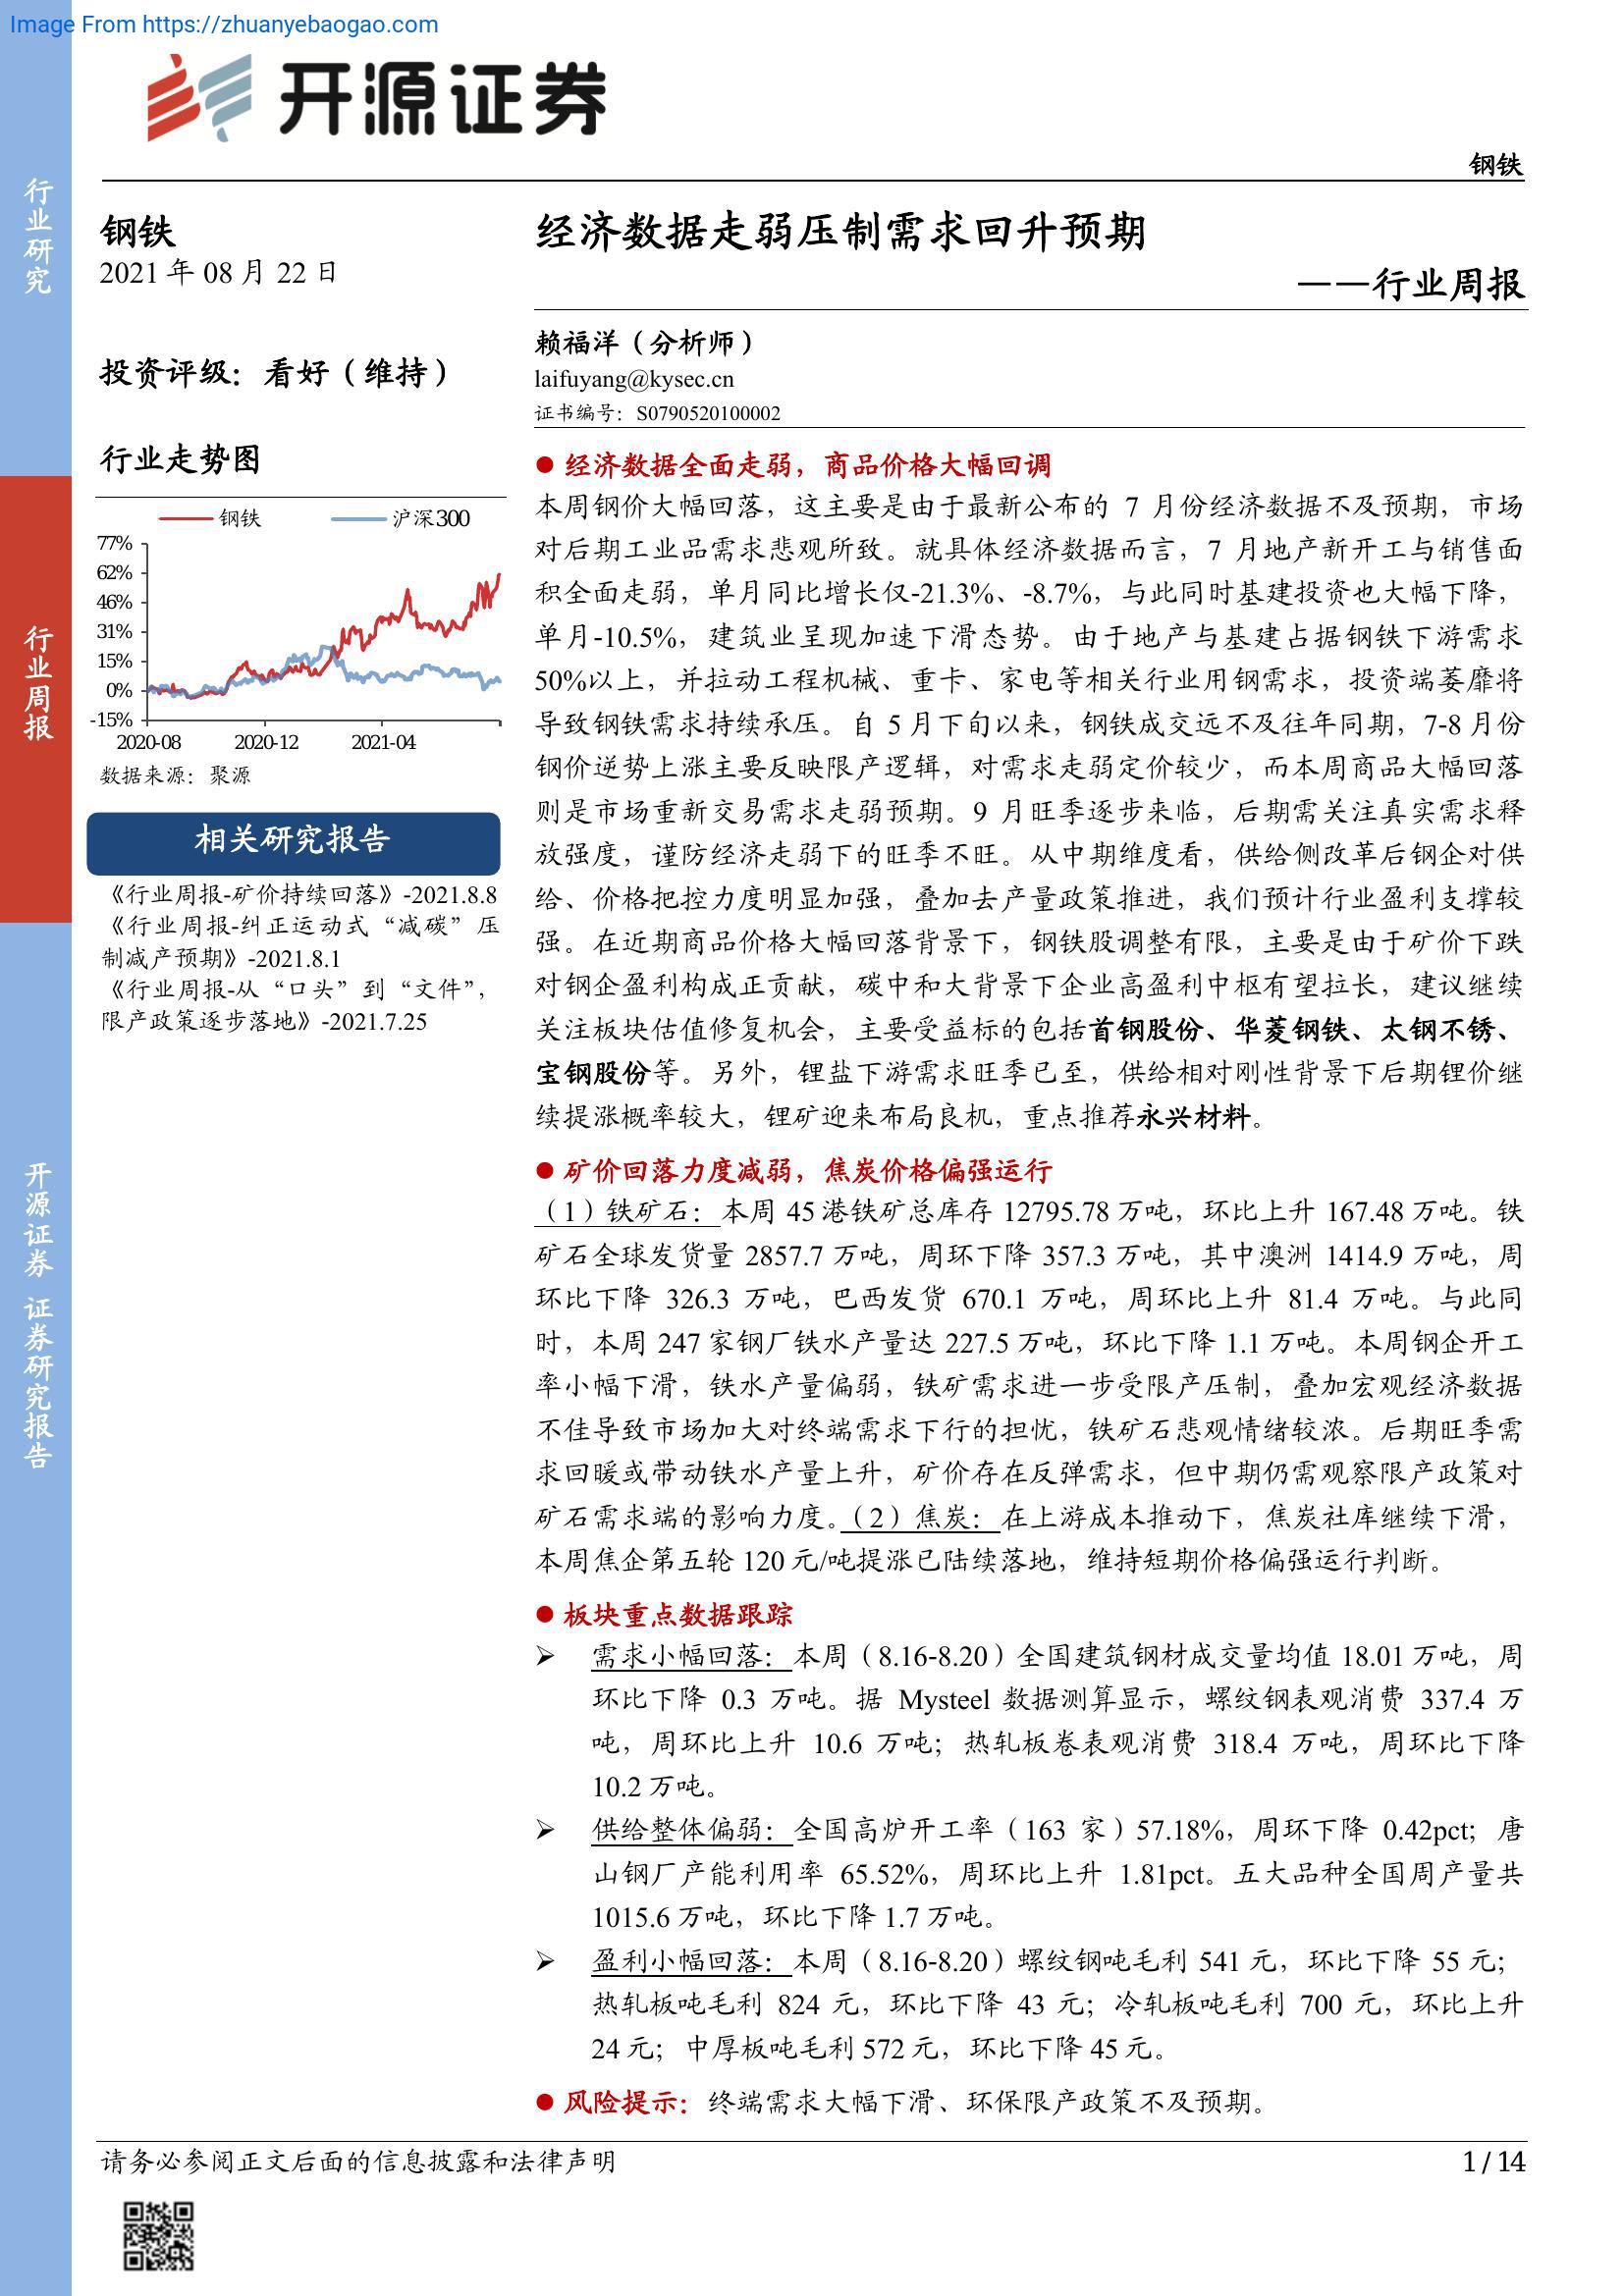 Image From https://zhuanyebaogao.com
开源证券
钢铁
行业研究
行业周报
开源证券 证券研究报告
钢铁
2021 年 08 月 22 日
投资评级：看好（维持）
行业走势图
钢铁 沪深300
77%
62%
46%
31%
15%
0%
-15%
2020-08 2020-12 2021-04
数据来源：聚源
相关研究报告
《行业周报-矿价持续回落》-2021.8.8
《行业周报-纠正运动式“减碳”压
制减产预期》-2021.8.1
《行业周报-从“口头”到“文件”，
限产政策逐步落地》-2021.7.25
经济数据走弱压制需求回升预期
——行业周报
赖福洋（分析师）
laifuyang@kysec.cn
证书编号：S0790520100002
● 经济数据全面走弱，商品价格大幅回调
本周钢价大幅回落，这主要是由于最新公布的 7 月份经济数据不及预期，市场
对后期工业品需求悲观所致。就具体经济数据而言，7 月地产新开工与销售面
积全面走弱，单月同比增长仅-21.3%、-8.7%，与此同时基建投资也大幅下降，
单月-10.5%，建筑业呈现加速下滑态势。由于地产与基建占据钢铁下游需求
50%以上，并拉动工程机械、重卡、家电等相关行业用钢需求，投资端萎靡将
导致钢铁需求持续承压。自 5 月下旬以来，钢铁成交远不及往年同期，7-8 月份
钢价逆势上涨主要反映限产逻辑，对需求走弱定价较少，而本周商品大幅回落
则是市场重新交易需求走弱预期。9 月旺季逐步来临，后期需关注真实需求释
放强度，谨防经济走弱下的旺季不旺。从中期维度看，供给侧改革后钢企对供
给、价格把控力度明显加强，叠加去产量政策推进，我们预计行业盈利支撑较
强。在近期商品价格大幅回落背景下，钢铁股调整有限，主要是由于矿价下跌
对钢企盈利构成正贡献，碳中和大背景下企业高盈利中枢有望拉长，建议继续
关注板块估值修复机会，主要受益标的包括首钢股份、华菱钢铁、太钢不锈、
宝钢股份等。另外，锂盐下游需求旺季已至，供给相对刚性背景下后期锂价继
续提涨概率较大，锂矿迎来布局良机，重点推荐永兴材料。
● 矿价回落力度减弱，焦炭价格偏强运行
（1）铁矿石：本周 45 港铁矿总库存 12795.78 万吨，环比上升 167.48 万吨。铁
矿石全球发货量 2857.7 万吨，周环下降 357.3 万吨，其中澳洲 1414.9 万吨，周
环比下降 326.3 万吨，巴西发货 670.1 万吨，周环比上升 81.4 万吨。与此同
时，本周 247 家钢厂铁水产量达 227.5 万吨，环比下降 1.1 万吨。本周钢企开工
率小幅下滑，铁水产量偏弱，铁矿需求进一步受限产压制，叠加宏观经济数据
不佳导致市场加大对终端需求下行的担忧，铁矿石悲观情绪较浓。后期旺季需
求回暖或带动铁水产量上升，矿价存在反弹需求，但中期仍需观察限产政策对
矿石需求端的影响力度。（2）焦炭：在上游成本推动下，焦炭社库继续下滑，
本周焦企第五轮 120 元/吨提涨已陆续落地，维持短期价格偏强运行判断。
● 板块重点数据跟踪
➢ 需求小幅回落：本周（8.16-8.20）全国建筑钢材成交量均值 18.01 万吨，周
环比下降 0.3 万吨。据 Mysteel 数据测算显示，螺纹钢表观消费 337.4 万
吨，周环比上升 10.6 万吨；热轧板卷表观消费 318.4 万吨，周环比下降
10.2 万吨。
➢ 供给整体偏弱：全国高炉开工率（163 家）57.18%，周环下降 0.42pct；唐
山钢厂产能利用率 65.52%，周环比上升 1.81pct。五大品种全国周产量共
1015.6 万吨，环比下降 1.7 万吨。
➢ 盈利小幅回落：本周（8.16-8.20）螺纹钢吨毛利 541 元，环比下降 55 元；
热轧板吨毛利 824 元，环比下降 43 元；冷轧板吨毛利 700 元，环比上升
24 元；中厚板吨毛利 572 元，环比下降 45 元。
● 风险提示：终端需求大幅下滑、环保限产政策不及预期。
请务必参阅正文后面的信息披露和法律声明
1 / 14